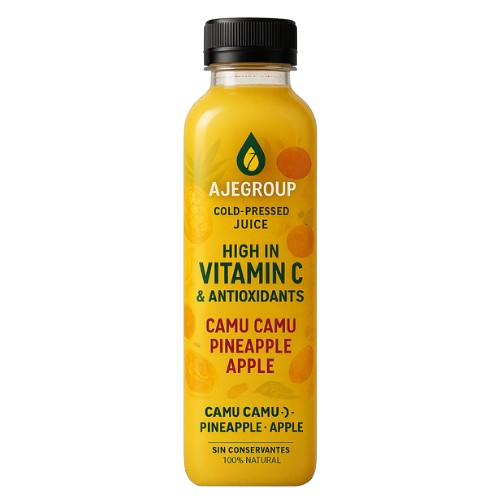 AJEGROUP
COLD-PRESSED
JUICE
HIGH IN
VITAMIN C
& ANTIOXIDANTS
CAMU CAMU
PINEAPPLE
APPLE
CAMU CAMU·)-
PINEAPPLE · APPLE
SIN CONSERVANTES
100% NATURAL